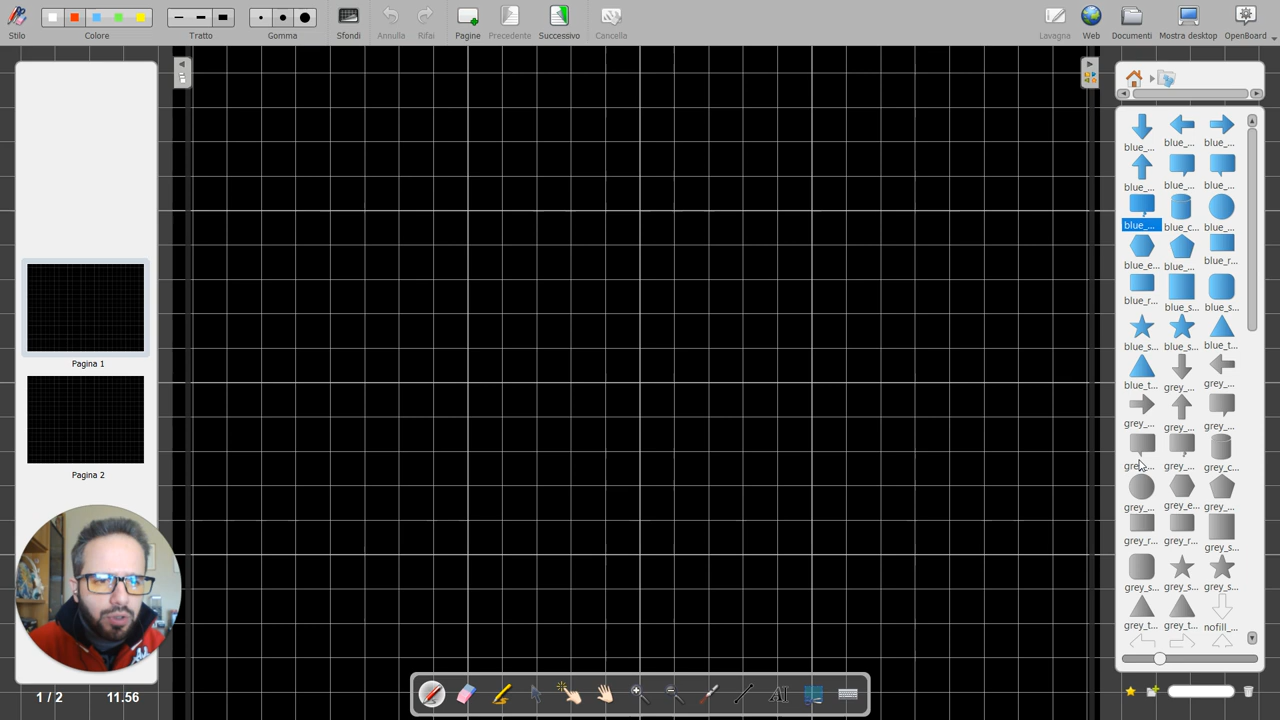 Stilo Colore Tratto Gomma Sfondi Annulla Rifai Pagine Precedente Successivo Cancella Lavagna Web Documenti Mostra desktop OpenBoard
Pagina 1
Pagina 2
1 / 2 11.56
blue_... blue_... blue_...
blue_... blue_... blue_...
blue_... blue_c... blue_...
blue_e... blue_... blue_r...
blue_r... blue_s... blue_s...
blue_s... blue_s... blue_t...
blue_t... grey_... grey_...
grey_... grey_... grey_...
grey_... grey_... grey_c...
grey_... grey_e... grey_...
grey_r... grey_r... grey_s...
grey_s... grey_s... grey_s...
grey_t... grey_t... nofill_...
AI